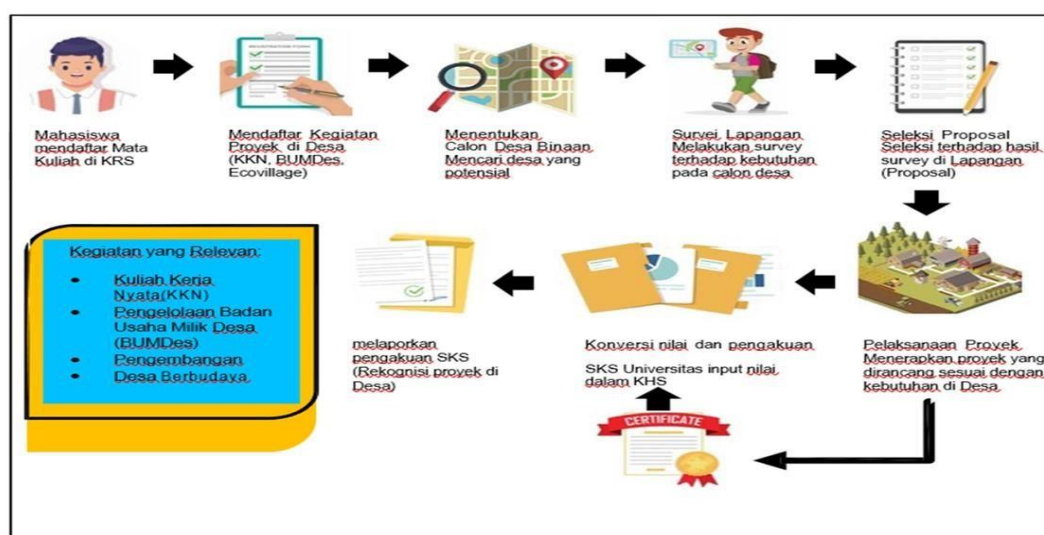 Mahasiswa
mendaftar Mata
Kuliah di KRS
REGISTRATION FORM
Mendaftar Kegiatan
Proyek di Desa
(KKN, BUMDes,
Ecovillage)
Menentukan
Calon Desa Binaan
Mencari desa yang
potensial
Survei Lapangan
Melakukan survey
terhadap kebutuhan
pada calon desa
Seleksi Proposal
Seleksi terhadap hasil
survey di Lapangan
(Proposal)
Kegiatan yang Relevan:
• Kuliah Kerja
Nyata(KKN)
• Pengelolaan Badan
Usaha Milik Desa
(BUMDes)
• Pengembangan
• Desa Berbudaya
melaporkan
pengakuan SKS
(Rekognisi proyek di
Desa)
Konversi nilai dan pengakuan
SKS Universitas input nilai
dalam KHS
Pelaksanaan Proyek
Menerapkan proyek yang
dirancang sesuai dengan
kebutuhan di Desa
CERTIFICATE